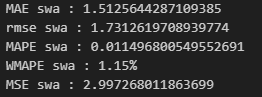 MAE swa : 1.5125644287109385
rmse swa : 1.7312619708939774
MAPE swa : 0.011496800549552691
WMAPE swa : 1.15%
MSE swa : 2.997268011863699